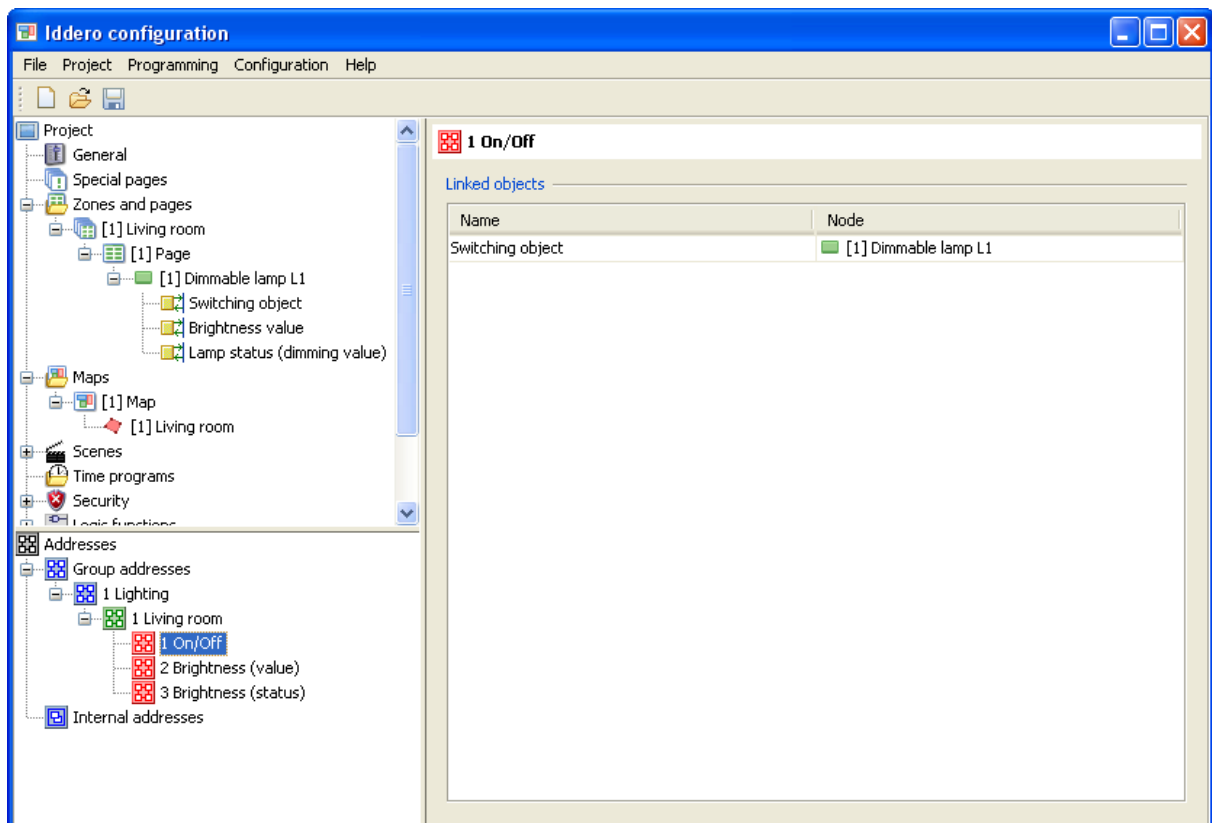 Iddero configuration
File Project Programming Configuration Help
Project
General
Special pages
Zones and pages
[1] Living room
[1] Page
[1] Dimmable lamp L1
Switching object
Brightness value
Lamp status (dimming value)
Maps
[1] Map
[1] Living room
Scenes
Time programs
Security
Logic functions
Addresses
Group addresses
1 Lighting
1 Living room
1 On/Off
2 Brightness (value)
3 Brightness (status)
Internal addresses
1 On/Off
Linked objects
Name Node
Switching object [1] Dimmable lamp L1